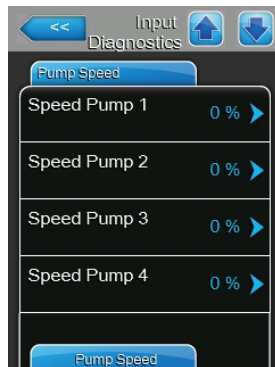 <<
Input
Diagnostics
Pump Speed
Speed Pump 1
0 %
Speed Pump 2
0 %
Speed Pump 3
0 %
Speed Pump 4
0 %
Pump Speed